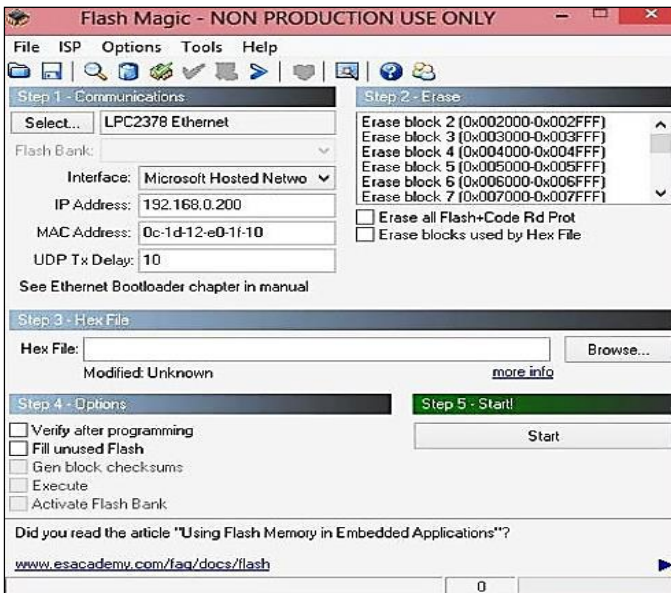 Flash Magic - NON PRODUCTION USE ONLY
File ISP Options Tools Help
Step 1 - Communications
Select... LPC2378 Ethernet
Flash Bank:
Interface: Microsoft Hosted Netwo
IP Address: 192.168.0.200
MAC Address: 0c-1d-12-e0-1f-10
UDP Tx Delay: 10
See Ethernet Bootloader chapter in manual
Step 2 - Erase
Erase block 2 (0x002000-0x002FFF)
Erase block 3 (0x003000-0x003FFF)
Erase block 4 (0x004000-0x004FFF)
Erase block 5 (0x005000-0x005FFF)
Erase block 6 (0x006000-0x006FFF)
Erase block 7 (0x007000-0x007FFF)
Erase all Flash+Code Rd Prot
Erase blocks used by Hex File
Step 3 - Hex File
Hex File: Browse...
Modified: Unknown more info
Step 4 - Options
Verify after programming
Fill unused Flash
Gen block checksums
Execute
Activate Flash Bank
Step 5 - Start!
Start
Did you read the article "Using Flash Memory in Embedded Applications"?
www.esacademy.com/faq/docs/flash
0